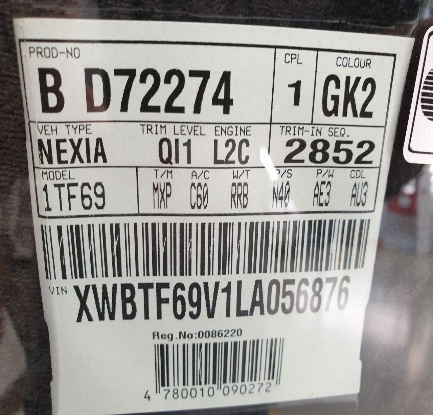 PROD-NO CPL COLOUR
B D72274 1 GK2
VEH TYPE TRIM LEVEL ENGINE TRIM-IN SEQ.
NEXIA QI1 L2C 2852
MODEL T/M A/C W/T P/S P/W CDL
1TF69 MXP C60 RRB N40 AE3 AU3
VIN XWBTF69V1LA056876
Reg.No:0086220
4 780010 090272